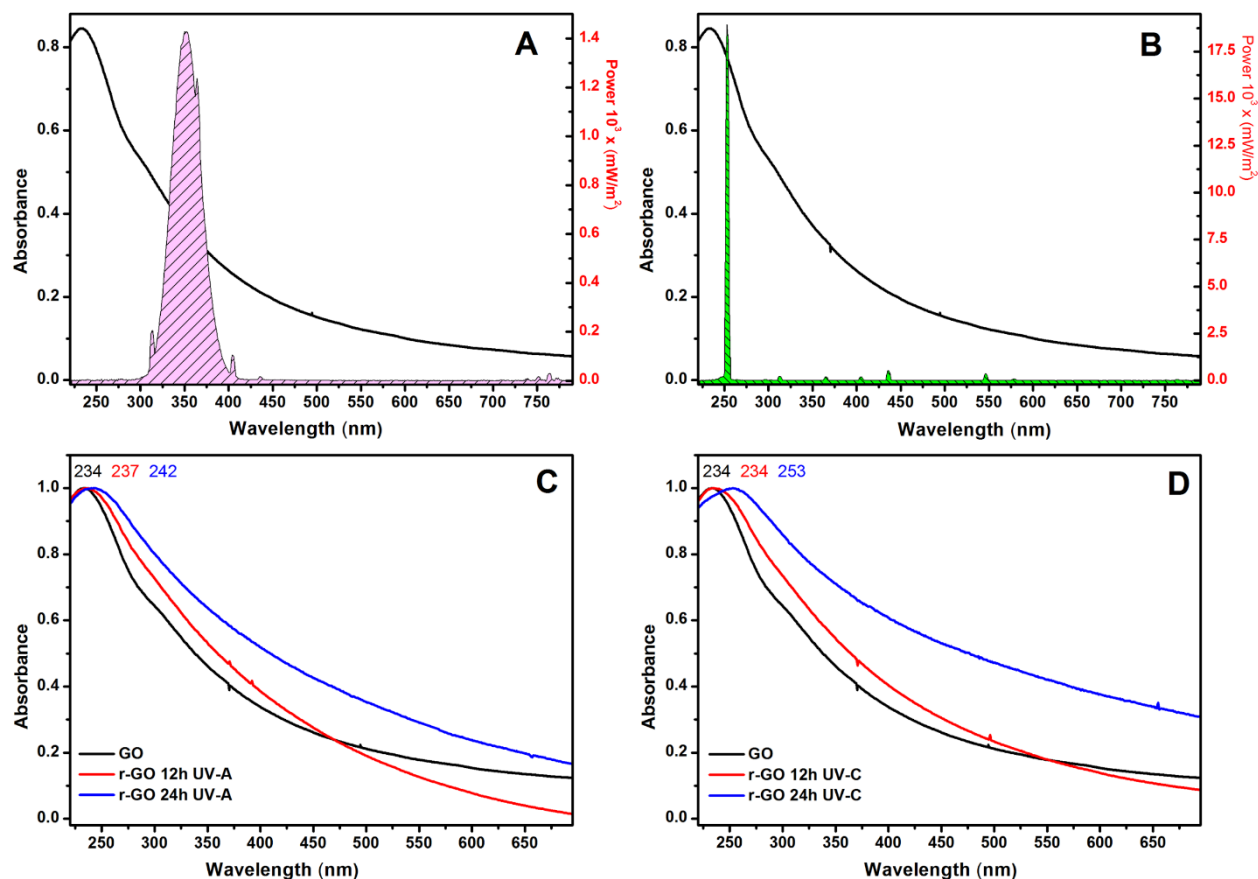 A
Absorbance
0.8
0.6
0.4
0.2
0.0
1.4
1.2
1.0
0.8
0.6
0.4
0.2
0.0
Power 10³ x (mW/m²)
250 300 350 400 450 500 550 600 650 700 750
Wavelength (nm)
B
Absorbance
0.8
0.6
0.4
0.2
0.0
17.5
15.0
12.5
10.0
7.5
5.0
2.5
0.0
Power 10³ x (mW/m²)
250 300 350 400 450 500 550 600 650 700 750
Wavelength (nm)
234 237 242
C
Absorbance
1.0
0.8
0.6
0.4
0.2
0.0
GO
r-GO 12h UV-A
r-GO 24h UV-A
250 300 350 400 450 500 550 600 650
Wavelength (nm)
234 234 253
D
Absorbance
1.0
0.8
0.6
0.4
0.2
0.0
GO
r-GO 12h UV-C
r-GO 24h UV-C
250 300 350 400 450 500 550 600 650
Wavelength (nm)